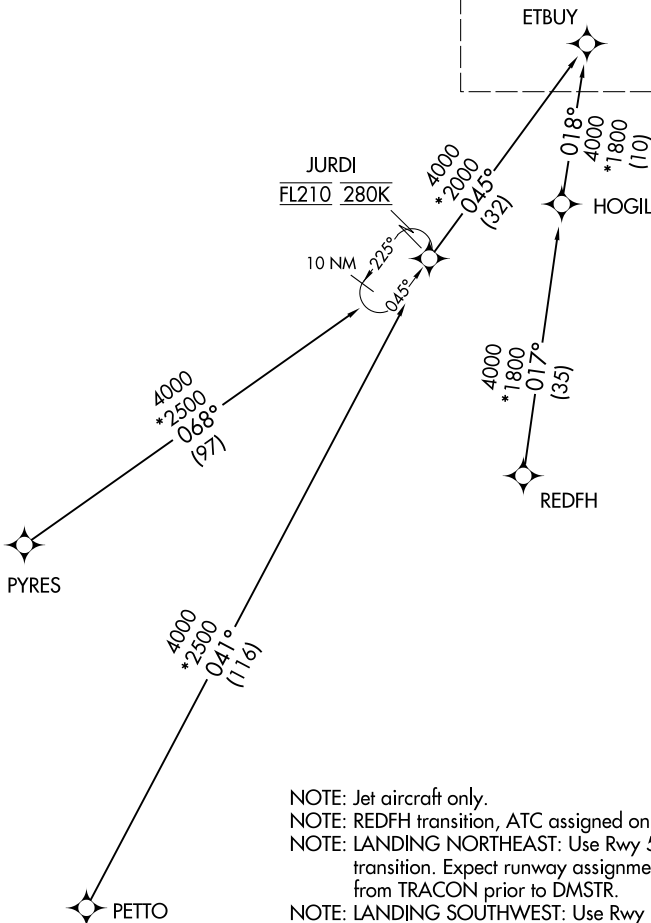 ETBUY
018°
4000
*1800
(10)
JURDI
FL210 280K
4000
*2000
045°
(32)
HOGIL
10 NM
225°
045°
4000
*2500
068°
(97)
4000
*1800
017°
(35)
REDFH
PYRES
4000
*2500
041°
(116)
NOTE: Jet aircraft only.
NOTE: REDFH transition, ATC assigned on
NOTE: LANDING NORTHEAST: Use Rwy 5
transition. Expect runway assignme
from TRACON prior to DMSTR.
PETTO
NOTE: LANDING SOUTHWEST: Use Rwy